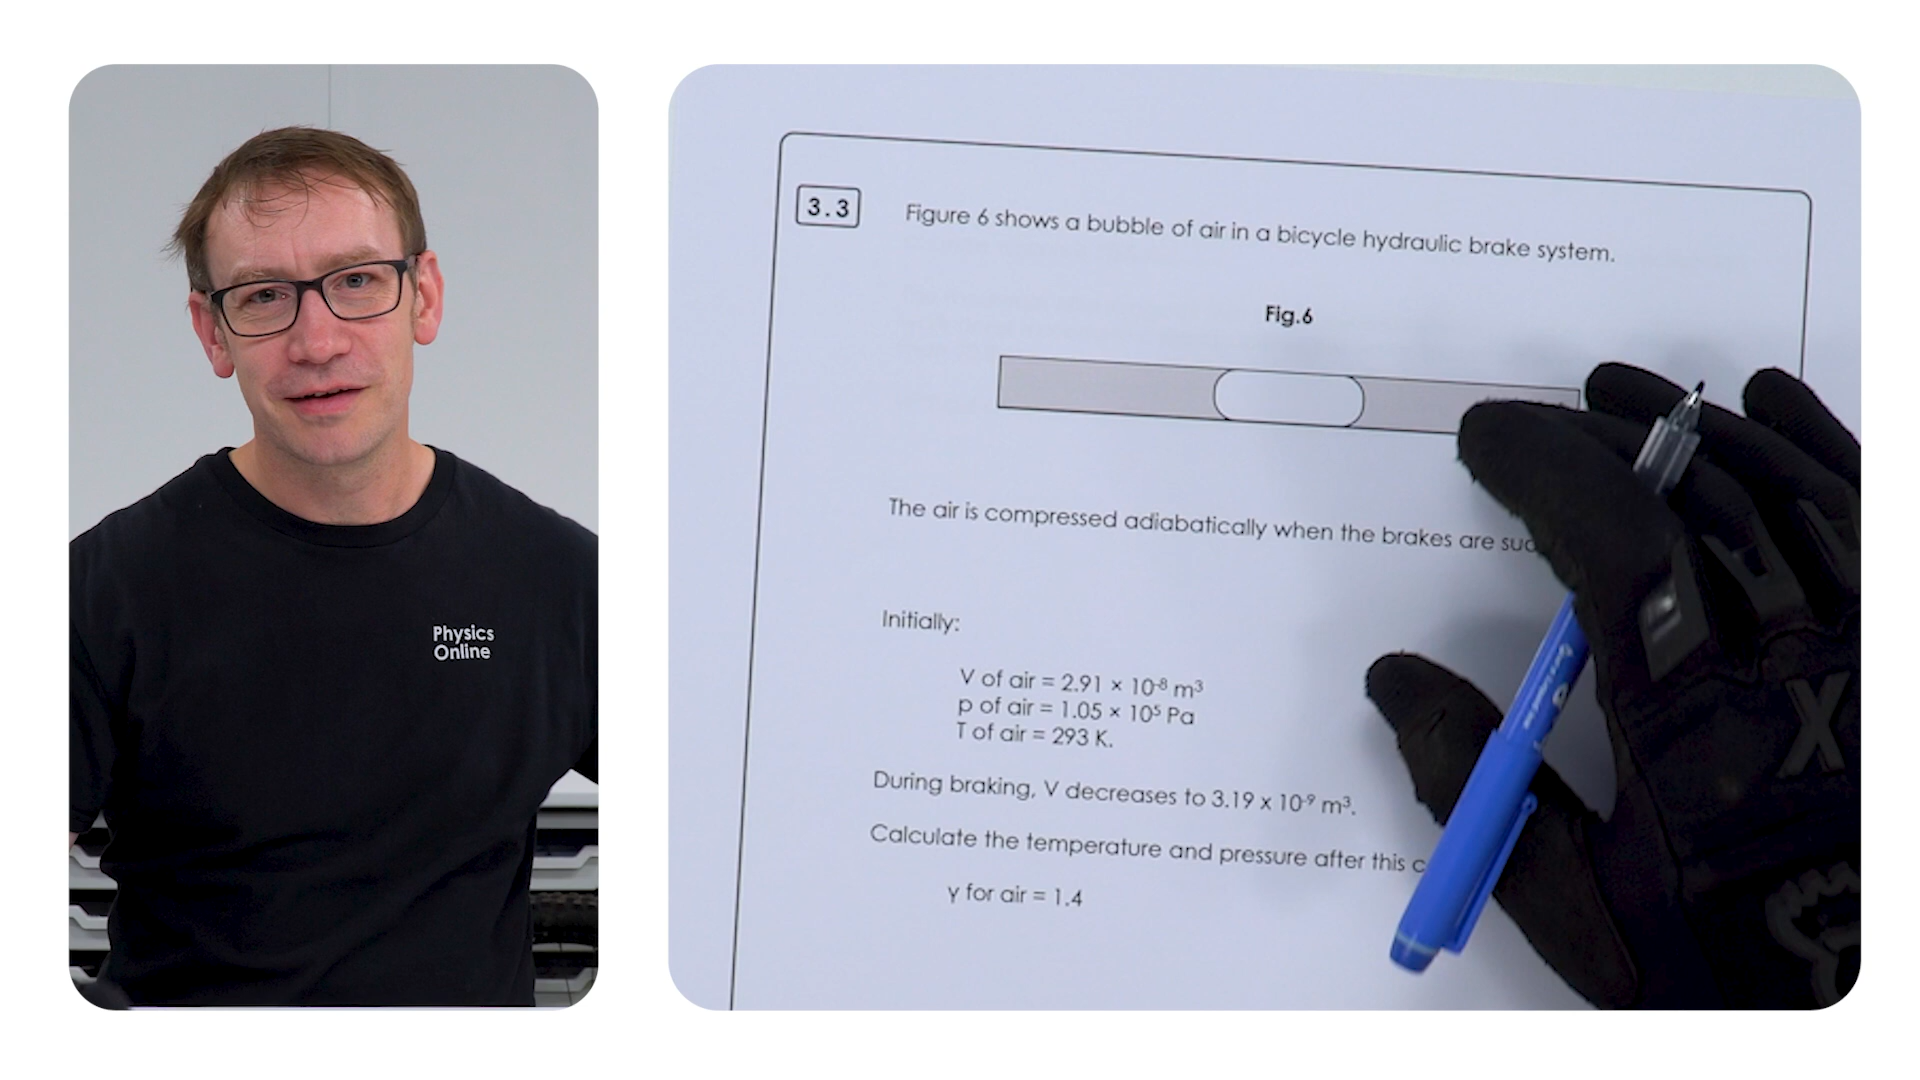 Physics
Online
3.3
Figure 6 shows a bubble of air in a bicycle hydraulic brake system.
Fig.6
The air is compressed adiabatically when the brakes are
Initially:
V of air = 2.91 × 10⁻⁸ m³
p of air = 1.05 × 10⁵ Pa
T of air = 293 K.
During braking, V decreases to 3.19 x 10⁻⁹ m³.
Calculate the temperature and pressure after this
γ for air = 1.4
X